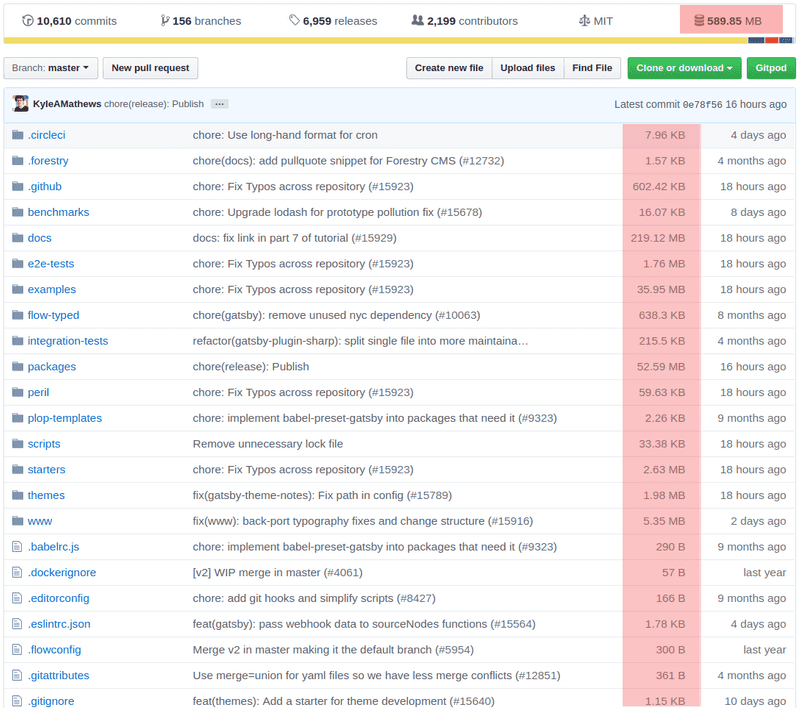 10,610 commits 156 branches 6,959 releases 2,199 contributors MIT 589.85 MB
Branch: master New pull request Create new file Upload files Find File Clone or download Gitpod
KyleAMathews chore(release): Publish ... Latest commit 0e78f56 16 hours ago
.circleci chore: Use long-hand format for cron 7.96 KB 4 days ago
.forestry chore(docs): add pullquote snippet for Forestry CMS (#12732) 1.57 KB 4 months ago
.github chore: Fix Typos across repository (#15923) 602.42 KB 18 hours ago
benchmarks chore: Upgrade lodash for prototype pollution fix (#15678) 16.07 KB 8 days ago
docs docs: fix link in part 7 of tutorial (#15929) 219.12 MB 18 hours ago
e2e-tests chore: Fix Typos across repository (#15923) 1.76 MB 18 hours ago
examples chore: Fix Typos across repository (#15923) 35.95 MB 18 hours ago
flow-typed chore(gatsby): remove unused nyc dependency (#10063) 638.3 KB 8 months ago
integration-tests refactor(gatsby-plugin-sharp): split single file into more maintaina… 215.5 KB 4 months ago
packages chore(release): Publish 52.59 MB 16 hours ago
peril chore: Fix Typos across repository (#15923) 59.63 KB 18 hours ago
plop-templates chore: implement babel-preset-gatsby into packages that need it (#9323) 2.26 KB 9 months ago
scripts Remove unnecessary lock file 33.38 KB 18 hours ago
starters chore: Fix Typos across repository (#15923) 2.63 MB 18 hours ago
themes fix(gatsby-theme-notes): Fix path in config (#15789) 1.98 MB 18 hours ago
www fix(www): back-port typography fixes and change structure (#15916) 5.35 MB 2 days ago
.babelrc.js chore: implement babel-preset-gatsby into packages that need it (#9323) 290 B 9 months ago
.dockerignore [v2] WIP merge in master (#4061) 57 B last year
.editorconfig chore: add git hooks and simplify scripts (#8427) 166 B 9 months ago
.eslintrc.json feat(gatsby): pass webhook data to sourceNodes functions (#15564) 1.78 KB 4 days ago
.flowconfig Merge v2 in master making it the default branch (#5954) 300 B last year
.gitattributes Use merge=union for yaml files so we have less merge conflicts (#12851) 361 B 4 months ago
.gitignore feat(themes): Add a starter for theme development (#15640) 1.15 KB 10 days ago